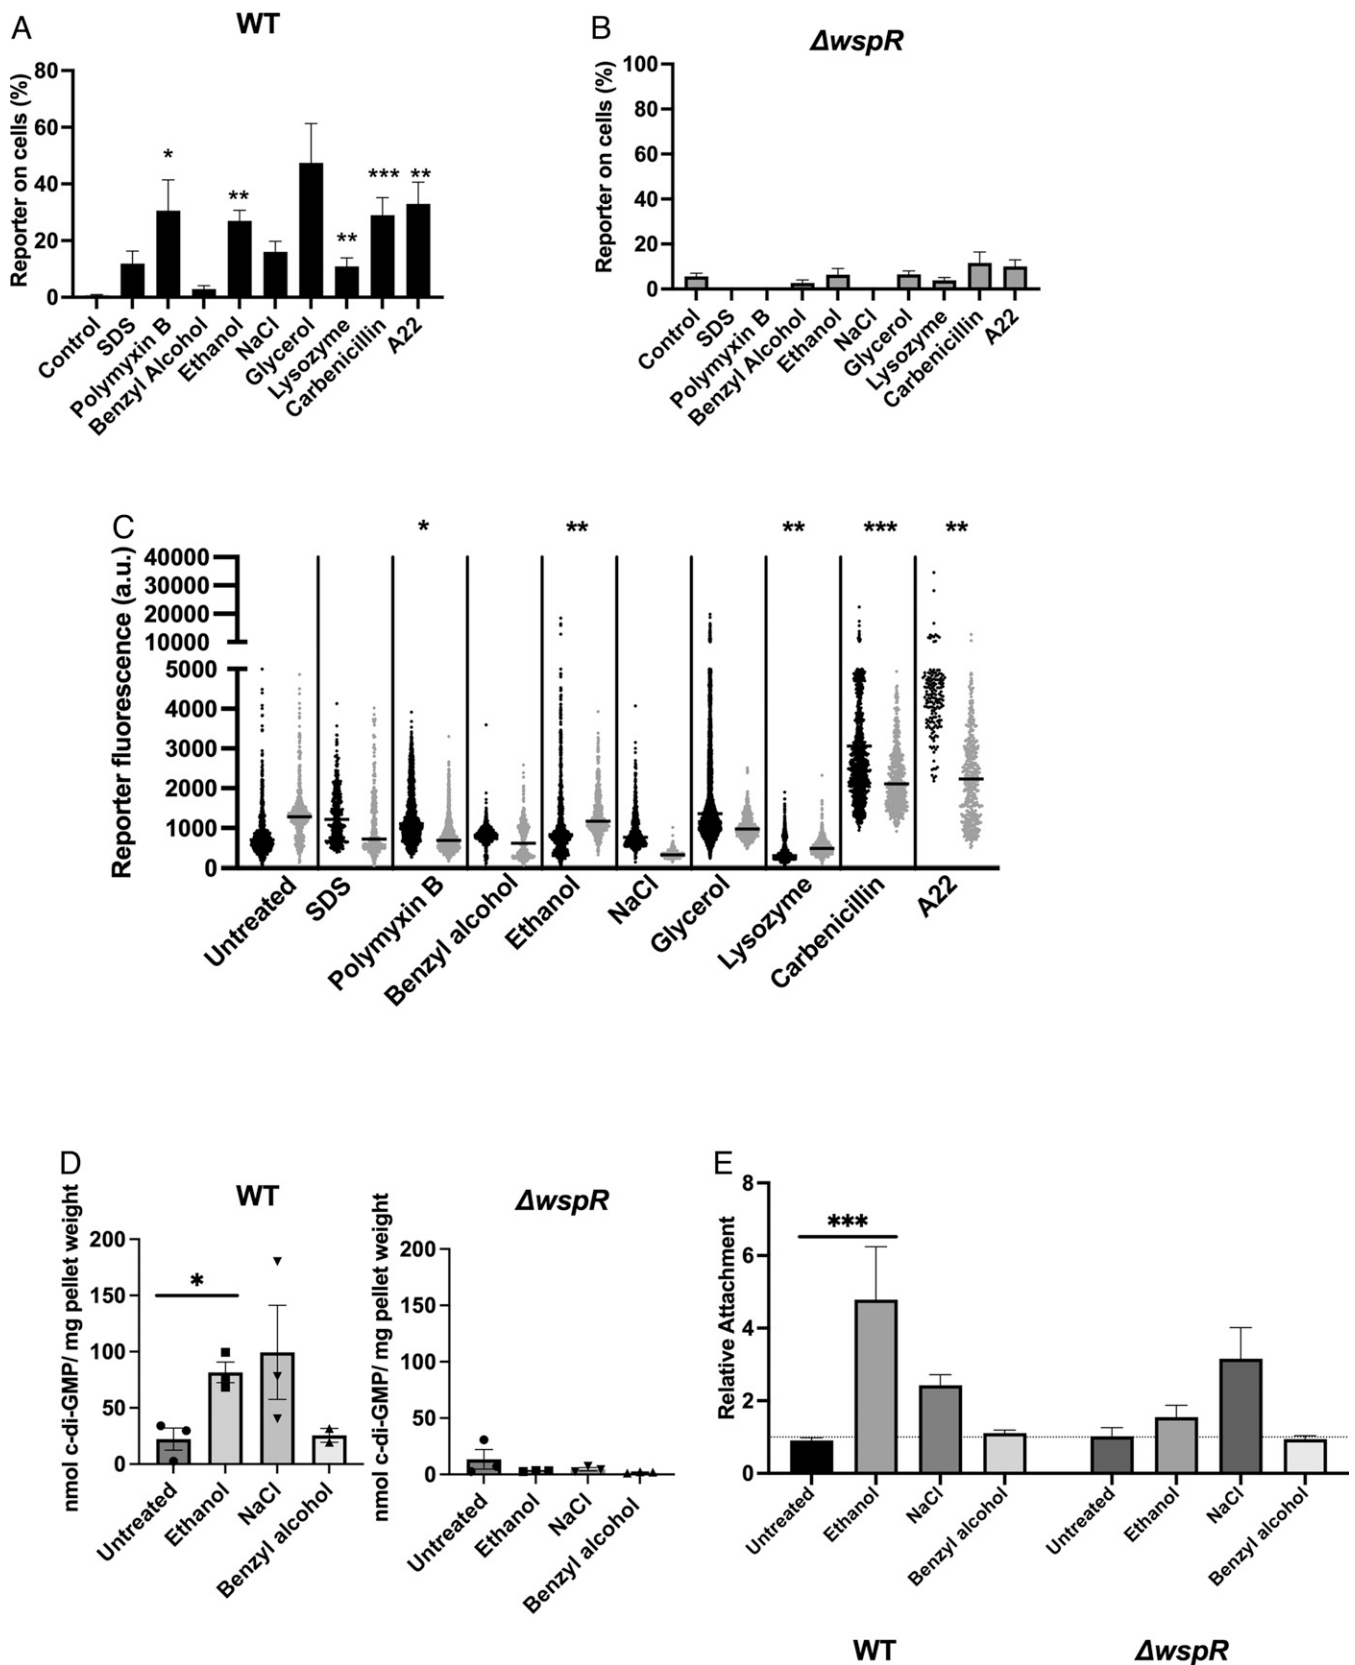 A
WT
Reporter on cells (%)
80
60
40
20
0
*
**
**
***
**
Control
SDS
Polymyxin B
Benzyl Alcohol
Ethanol
NaCl
Glycerol
Lysozyme
Carbenicillin
A22
B
ΔwspR
Reporter on cells (%)
100
80
60
40
20
0
Control
SDS
Polymyxin B
Benzyl Alcohol
Ethanol
NaCl
Glycerol
Lysozyme
Carbenicillin
A22
C
Reporter fluorescence (a.u.)
* ** ** *** **
40000
30000
20000
10000
5000
4000
3000
2000
1000
0
Untreated
SDS
Polymyxin B
Benzyl alcohol
Ethanol
NaCl
Glycerol
Lysozyme
Carbenicillin
A22
D
WT
nmol c-di-GMP/ mg pellet weight
200
150
100
50
0
*
Untreated
Ethanol
NaCl
Benzyl alcohol
ΔwspR
nmol c-di-GMP/ mg pellet weight
200
150
100
50
0
Untreated
Ethanol
NaCl
Benzyl alcohol
E
Relative Attachment
8
6
4
2
0
***
Untreated
Ethanol
NaCl
Benzyl alcohol
Untreated
Ethanol
NaCl
Benzyl alcohol
WT
ΔwspR